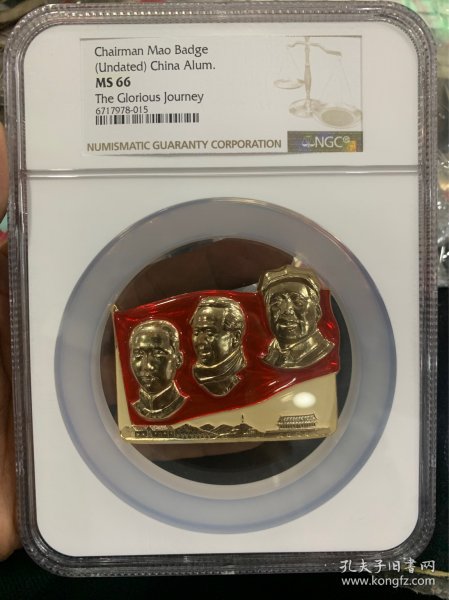 Chairman Mao Badge
(Undated) China Alum.
MS 66
The Glorious Journey
6717978-015
NUMISMATIC GUARANTY CORPORATION
NGC
孔夫子旧书网
www.kongfz.com